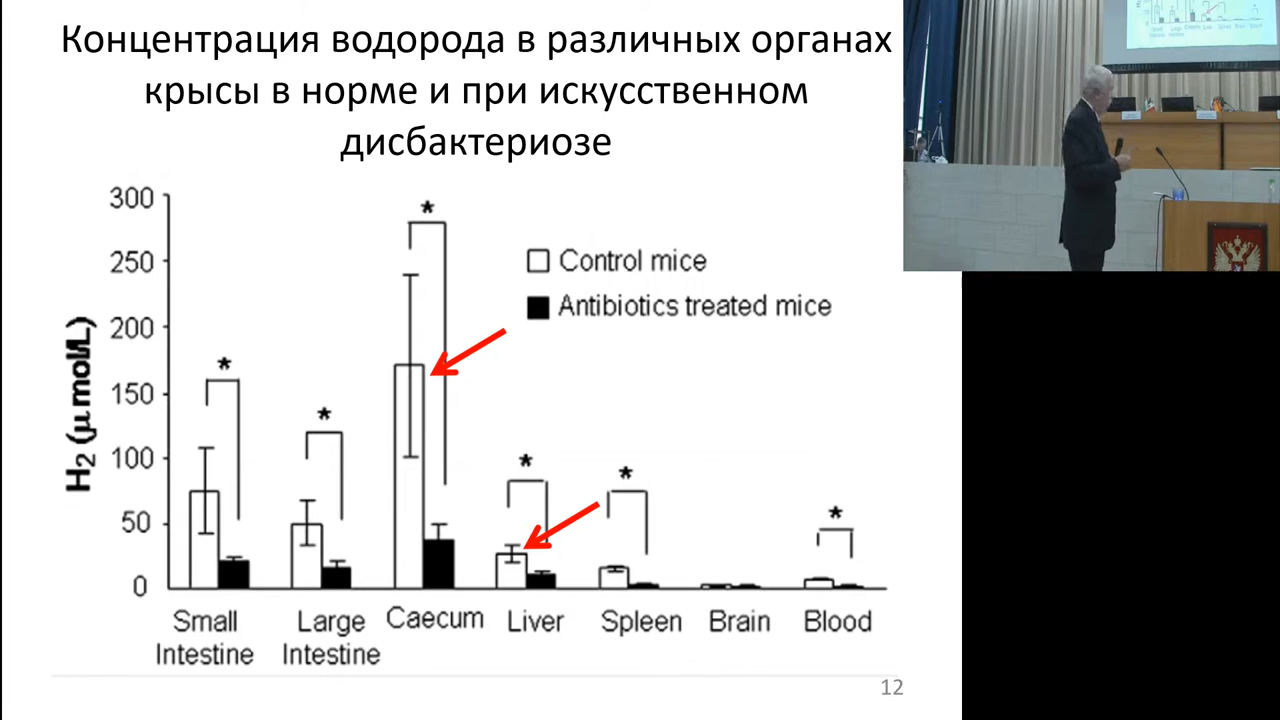 Концентрация водорода в различных органах
крысы в норме и при искусственном
дисбактериозе
300
250
200
150
100
50
0
H2 (μmol/L)
*
*
*
*
*
*
Control mice
Antibiotics treated mice
Small
Intestine
Large
Intestine
Caecum
Liver
Spleen
Brain
Blood
12